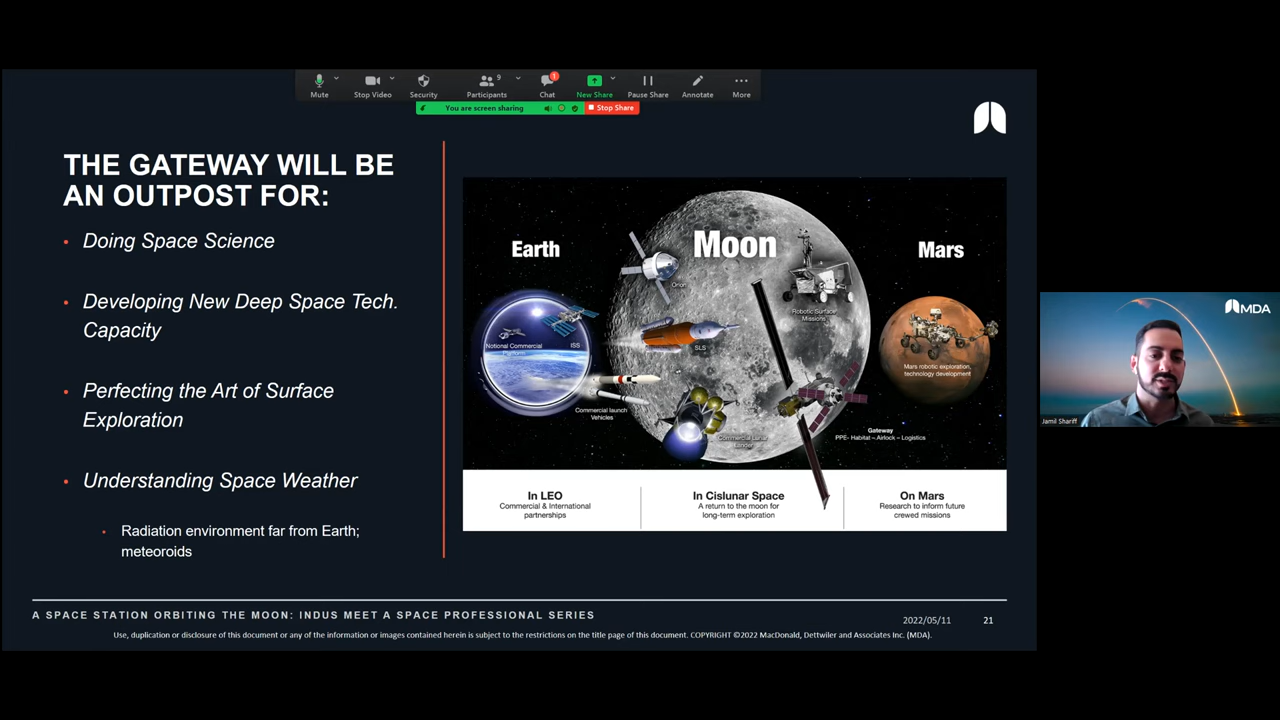 9
1
Mute
Stop Video
Security
Participants
Chat
New Share
Pause Share
Annotate
More
You are screen sharing
Stop Share
THE GATEWAY WILL BE
AN OUTPOST FOR:
• Doing Space Science
• Developing New Deep Space Tech.
Capacity
• Perfecting the Art of Surface
Exploration
• Understanding Space Weather
• Radiation environment far from Earth;
meteoroids
Earth
Moon
Mars
Orion
Robotic Surface
Missions
Notional Commercial
ISS
SLS
Mars robotic exploration,
technology development
Commercial launch
Vehicles
Commercial Lunar
Gateway
PPE- Habitat – Airlock – Logistics
In LEO
Commercial & International
partnerships
In Cislunar Space
A return to the moon for
long-term exploration
On Mars
Research to inform future
crewed missions
MDA
Jamil Shariff
A SPACE STATION ORBITING THE MOON: INDUS MEET A SPACE PROFESSIONAL SERIES
2022/05/11
21
Use, duplication or disclosure of this document or any of the information or images contained herein is subject to the restrictions on the title page of this document. COPYRIGHT ©2022 MacDonald, Dettwiler and Associates Inc. (MDA).